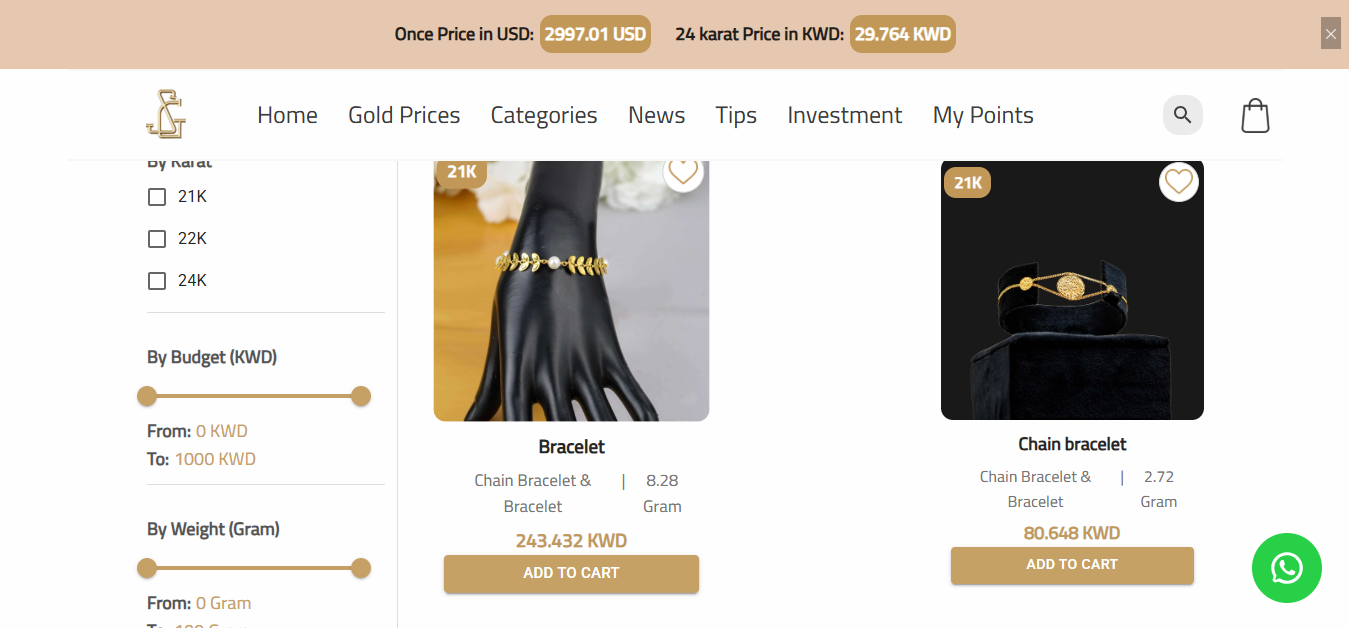 Once Price in USD: 2997.01 USD 24 karat Price in KWD: 29.764 KWD
Home Gold Prices Categories News Tips Investment My Points
By Karat
21K
22K
24K
By Budget (KWD)
From: 0 KWD
To: 1000 KWD
By Weight (Gram)
From: 0 Gram
To: 100 Gram
21K
Bracelet
Chain Bracelet & | 8.28
Bracelet Gram
243.432 KWD
ADD TO CART
21K
Chain bracelet
Chain Bracelet & | 2.72
Bracelet Gram
80.648 KWD
ADD TO CART